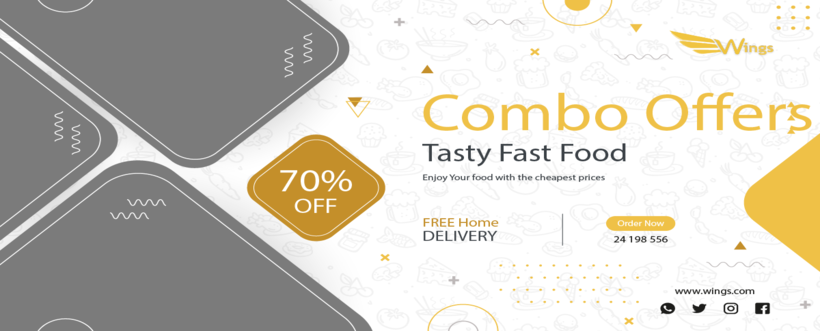 Wings
Combo Offers
Tasty Fast Food
Enjoy Your food with the cheapest prices
70%
OFF
FREE Home
DELIVERY
Order Now
24 198 556
www.wings.com